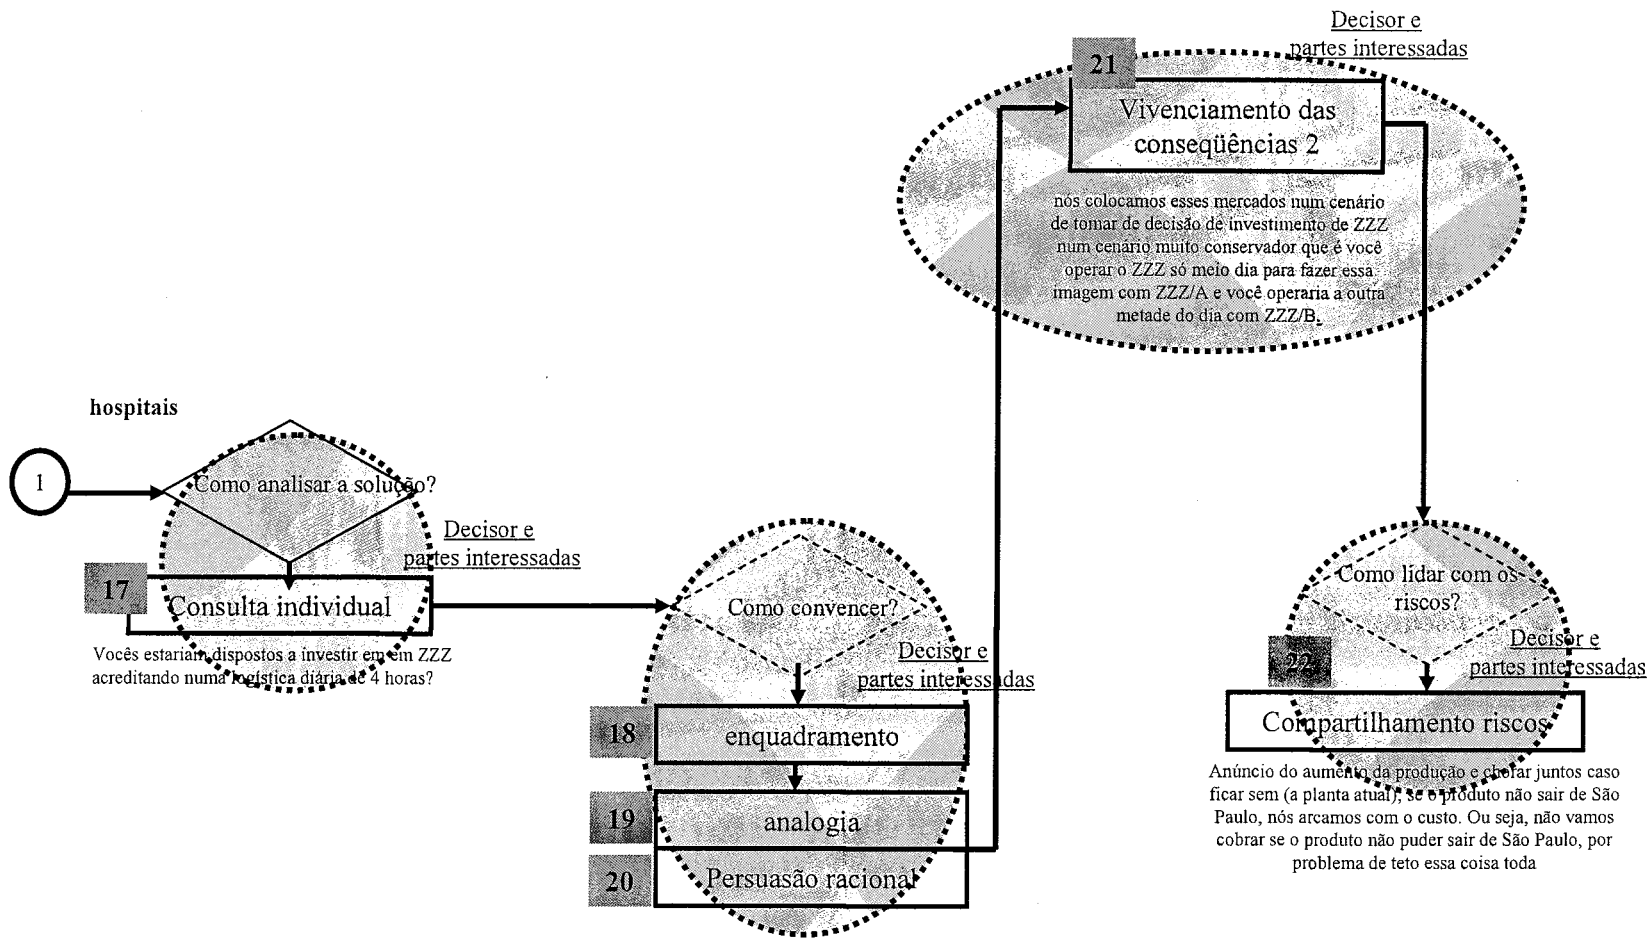 hospitais
1
Como analisar a solução?
Decisor e
partes interessadas
17
Consulta individual
Vocês estariam dispostos a investir em em ZZZ
acreditando numa logística diária de 4 horas?
Como convencer?
Decisor e
partes interessadas
18
enquadramento
19
analogia
20
Persuasão racional
Decisor e
partes interessadas
21
Vivenciamento das
conseqüências 2
nós colocamos esses mercados num cenário
de tomar de decisão de investimento de ZZZ
num cenário muito conservador que é você
operar o ZZZ só meio dia para fazer essa
imagem com ZZZ/A e você operaria a outra
metade do dia com ZZZ/B.
Como lidar com os
riscos?
Decisor e
partes interessadas
22
Compartilhamento riscos
Anúncio do aumento da produção e chorar juntos caso
ficar sem (a planta atual); se o produto não sair de São
Paulo, nós arcamos com o custo. Ou seja, não vamos
cobrar se o produto não puder sair de São Paulo, por
problema de teto essa coisa toda